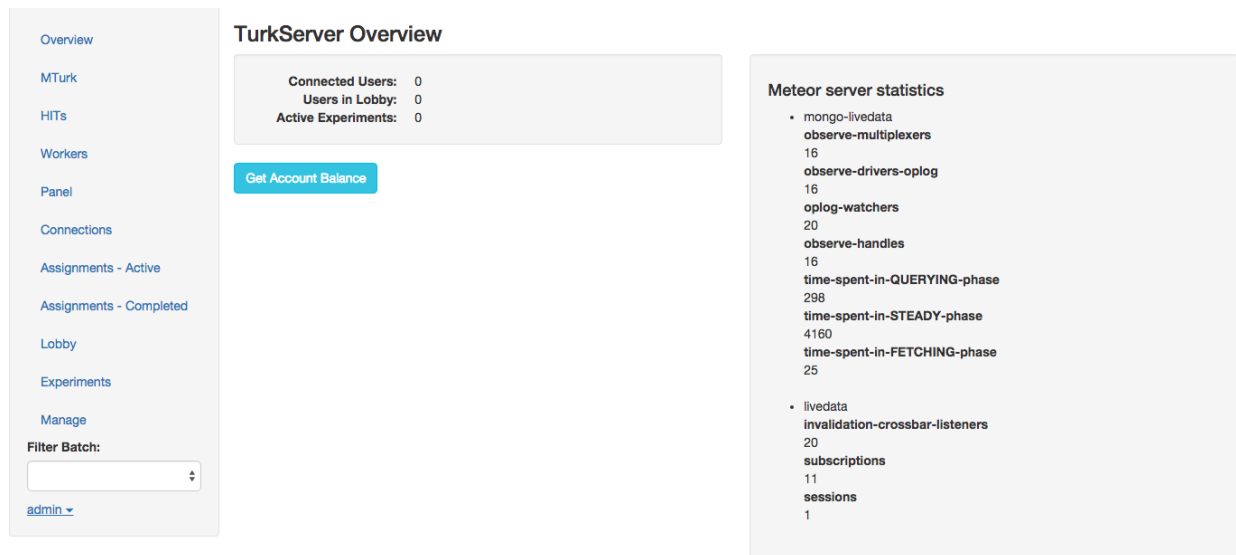 Overview
MTurk
HITs
Workers
Panel
Connections
Assignments - Active
Assignments - Completed
Lobby
Experiments
Manage
Filter Batch:
admin
TurkServer Overview
Connected Users: 0
Users in Lobby: 0
Active Experiments: 0
Get Account Balance
Meteor server statistics
• mongo-livedata
observe-multiplexers
16
observe-drivers-oplog
16
oplog-watchers
20
observe-handles
16
time-spent-in-QUERYING-phase
298
time-spent-in-STEADY-phase
4160
time-spent-in-FETCHING-phase
25
• livedata
invalidation-crossbar-listeners
20
subscriptions
11
sessions
1